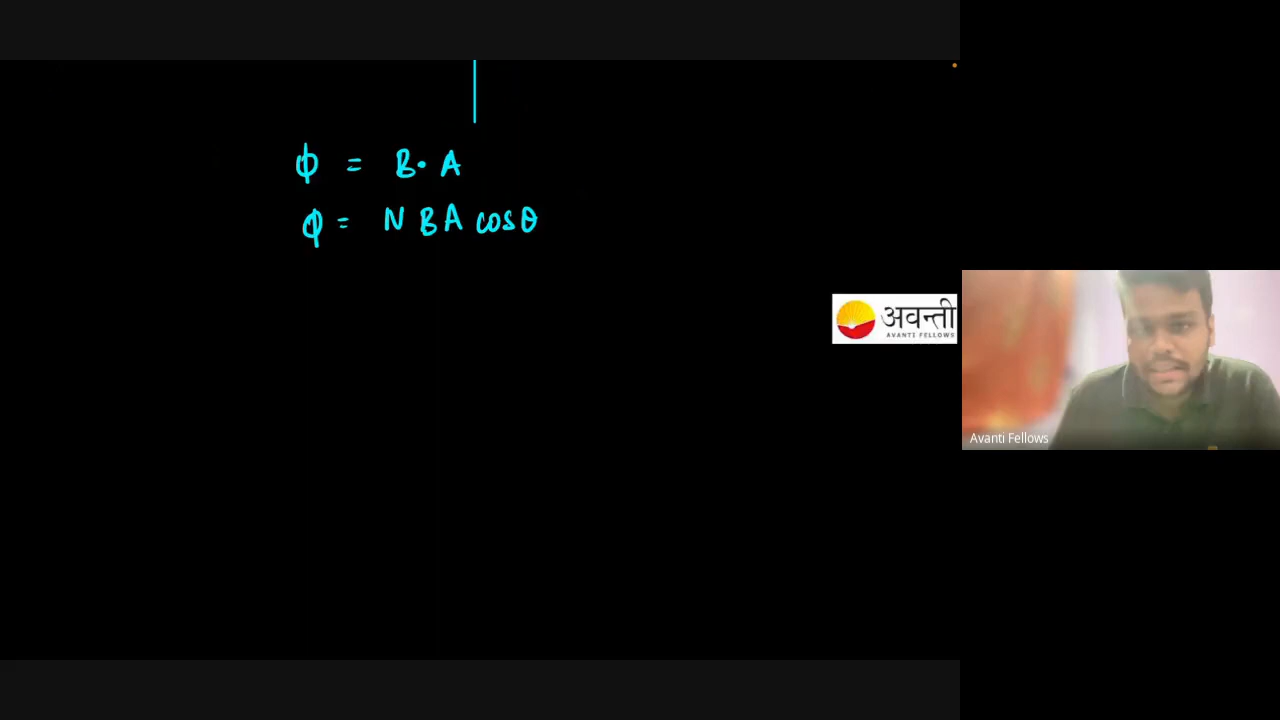 ϕ = B. A
ϕ = N B A cosθ
अवन्ती
AVANTI FELLOWS
Avanti Fellows